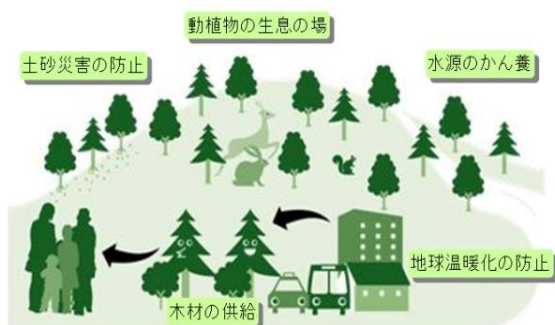 動植物の生息の場
土砂災害の防止
水源のかん養
地球温暖化の防止
木材の供給